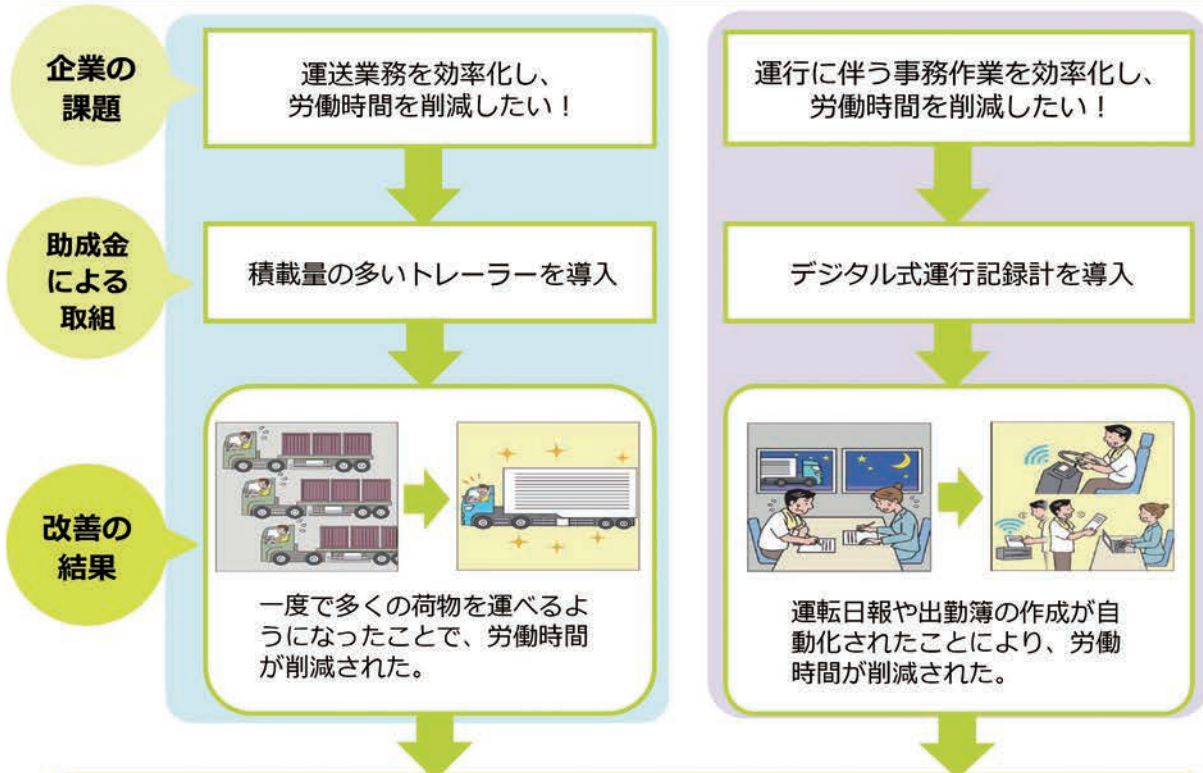 企業の
課題
運送業務を効率化し、
労働時間を削減したい！
運行に伴う事務作業を効率化し、
労働時間を削減したい！
助成金
による
取組
積載量の多いトレーラーを導入
デジタル式運行記録計を導入
改善の
結果
一度で多くの荷物を運べるよ
うになったことで、労働時間
が削減された。
運転日報や出勤簿の作成が自
動化されたことにより、労働
時間が削減された。